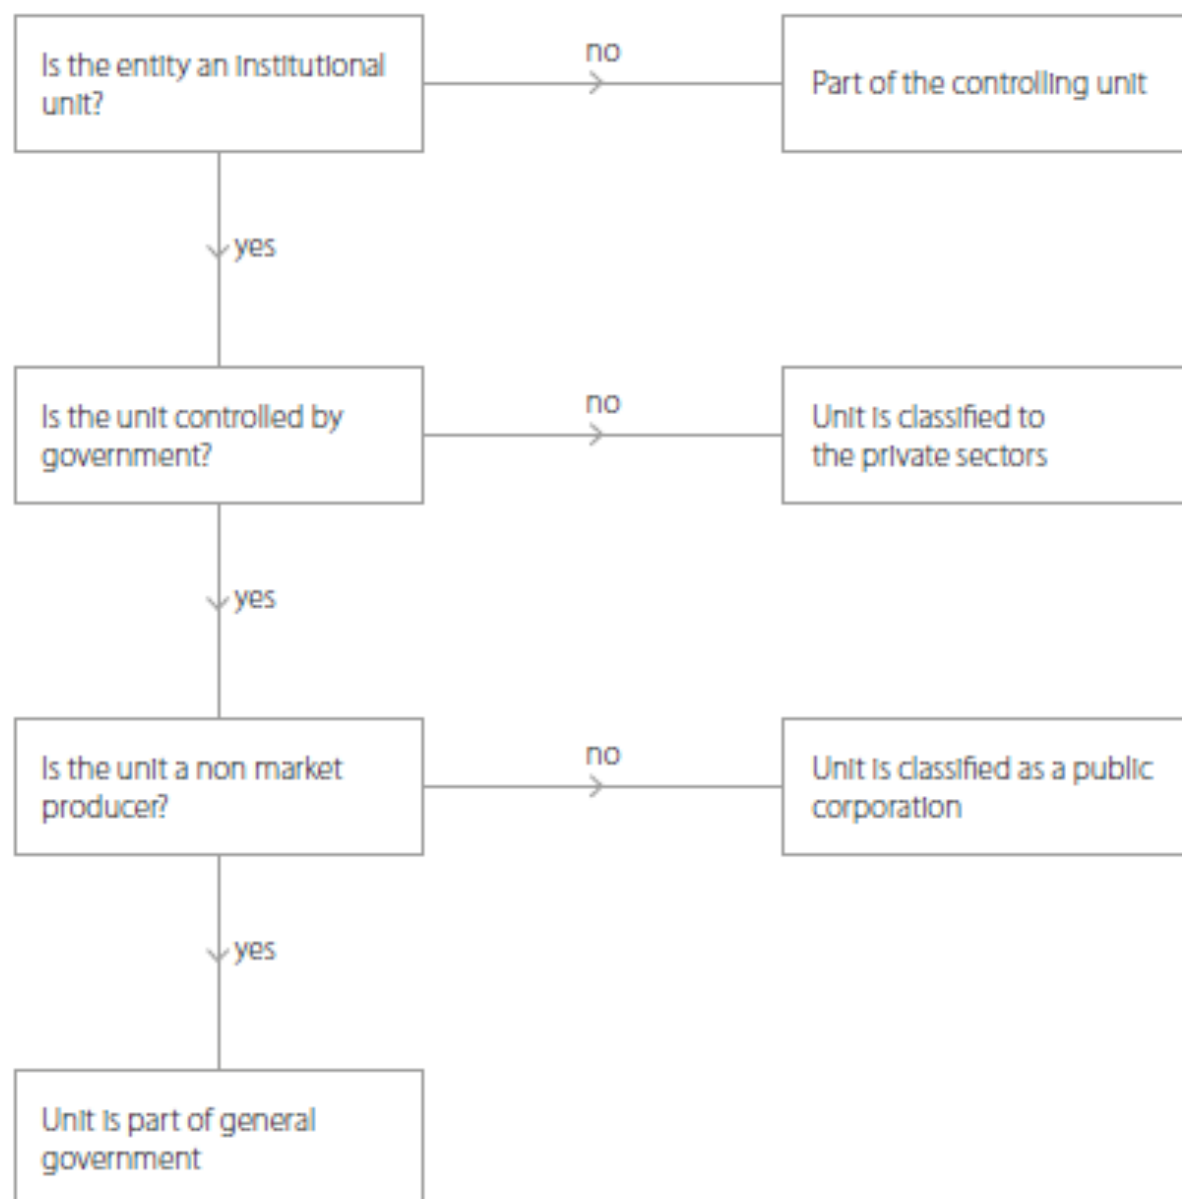 Is the entity an institutional
unit?
no
Part of the controlling unit
yes
Is the unit controlled by
government?
no
Unit is classified to
the private sectors
yes
Is the unit a non market
producer?
no
Unit is classified as a public
corporation
yes
Unit is part of general
government